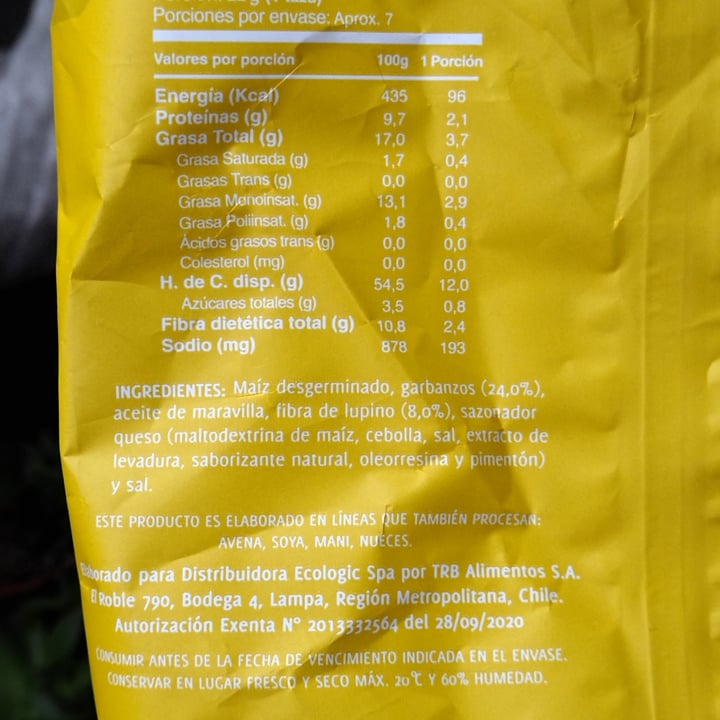 Porciones por envase: Aprox. 7
Valores por porción 100g 1 Porción
Energía (Kcal) 435 96
Proteínas (g) 9,7 2,1
Grasa Total (g) 17,0 3,7
Grasa Saturada (g) 1,7 0,4
Grasas Trans (g) 0,0 0,0
Grasa Monoinsat. (g) 13,1 2,9
Grasa Poliinsat. (g) 1,8 0,4
Ácidos grasos trans (g) 0,0 0,0
Colesterol (mg) 0,0 0,0
H. de C. disp. (g) 54,5 12,0
Azúcares totales (g) 3,5 0,8
Fibra dietética total (g) 10,8 2,4
Sodio (mg) 878 193
INGREDIENTES: Maíz desgerminado, garbanzos (24,0%),
aceite de maravilla, fibra de lupino (8,0%), sazonador
queso (maltodextrina de maíz, cebolla, sal, extracto de
levadura, saborizante natural, oleorresina y pimentón)
y sal.
ESTE PRODUCTO ES ELABORADO EN LÍNEAS QUE TAMBIÉN PROCESAN:
AVENA, SOYA, MANI, NUECES.
Elaborado para Distribuidora Ecologic Spa por TRB Alimentos S.A.
El Roble 790, Bodega 4, Lampa, Región Metropolitana, Chile.
Autorización Exenta N° 2013332564 del 28/09/2020
CONSUMIR ANTES DE LA FECHA DE VENCIMIENTO INDICADA EN EL ENVASE.
CONSERVAR EN LUGAR FRESCO Y SECO MÁX. 20°C Y 60% HUMEDAD.